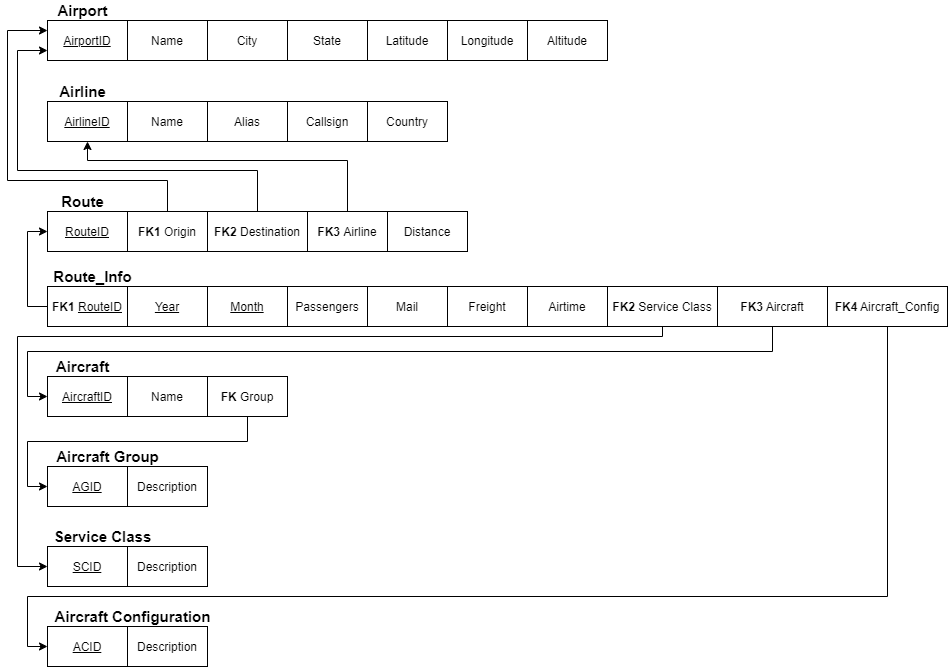 Airport
AirportID Name City State Latitude Longitude Altitude
Airline
AirlineID Name Alias Callsign Country
Route
RouteID FK1 Origin FK2 Destination FK3 Airline Distance
Route_Info
FK1 RouteID Year Month Passengers Mail Freight Airtime FK2 Service Class FK3 Aircraft FK4 Aircraft_Config
Aircraft
AircraftID Name FK Group
Aircraft Group
AGID Description
Service Class
SCID Description
Aircraft Configuration
ACID Description